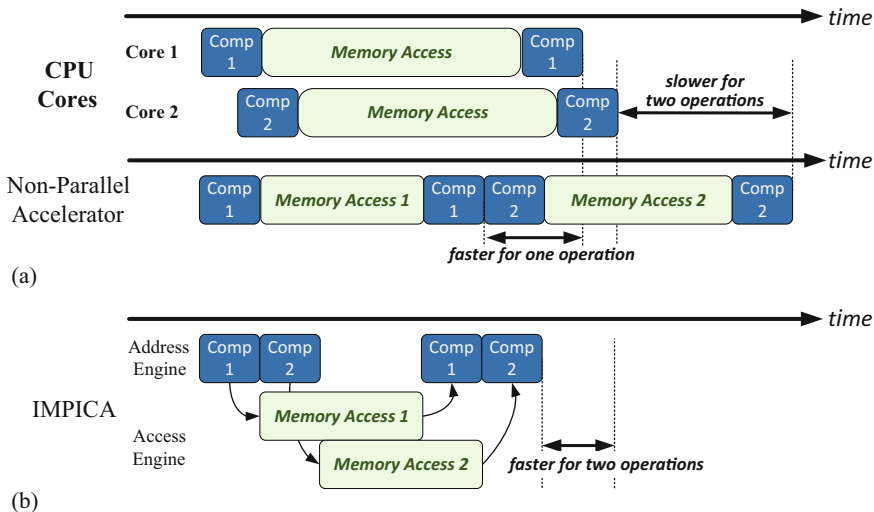 time
Core 1
Comp
1
Memory Access
Comp
1
CPU
Cores
slower for
two operations
Core 2
Comp
2
Memory Access
Comp
2
time
Non-Parallel
Accelerator
Comp
1
Memory Access 1
Comp
1
Comp
2
Memory Access 2
Comp
2
faster for one operation
(a)
time
Address
Engine
Comp
1
Comp
2
Comp
1
Comp
2
IMPICA
Memory Access 1
Access
Engine
Memory Access 2
faster for two operations
(b)